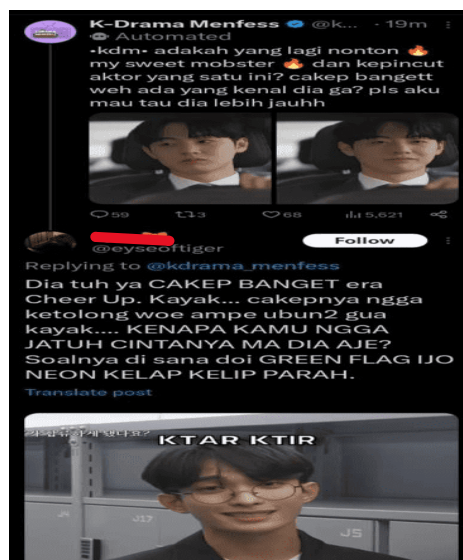 K-Drama Menfess @k... · 19m
Automated
•kdm• adakah yang lagi nonton 🔥
my sweet mobster 🔥 dan kepincut
aktor yang satu ini? cakep bangett
weh ada yang kenal dia ga? pls aku
mau tau dia lebih jauhh
59 3 68 5,621
@eyseoftiger
Follow
Replying to @kdrama_menfess
Dia tuh ya CAKEP BANGET era
Cheer Up. Kayak... cakepnya ngga
ketolong woe ampe ubun2 gua
kayak.... KENAPA KAMU NGGA
JATUH CINTANYA MA DIA AJE?
Soalnya di sana doi GREEN FLAG IJO
NEON KELAP KELIP PARAH.
Translate post
KTAR KTIR
J17
J5